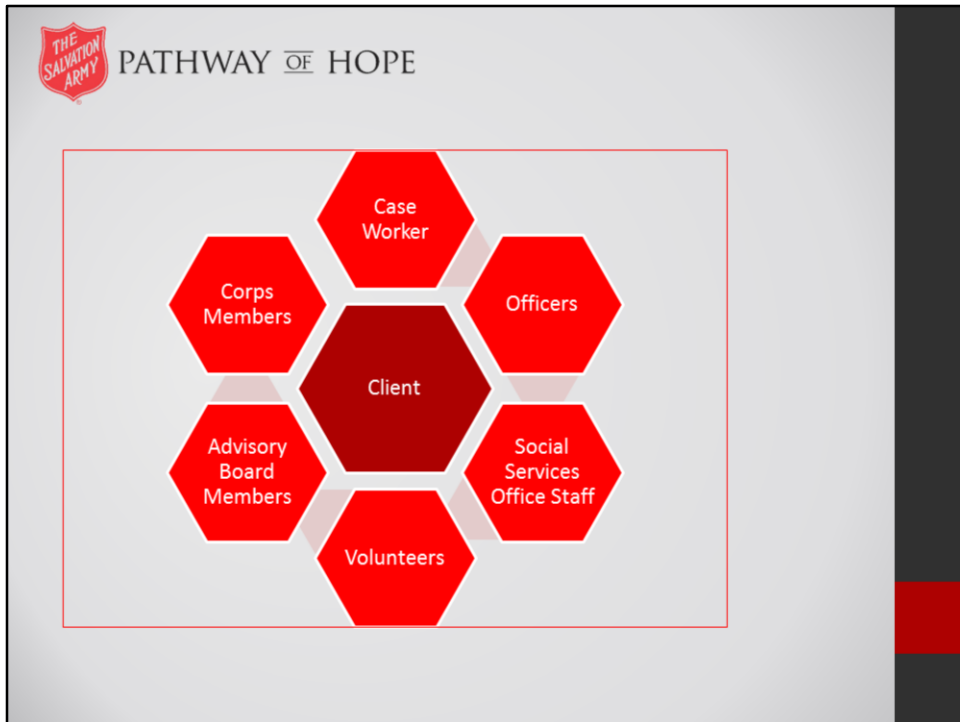 THE
SALVATION
ARMY
PATHWAY OF HOPE
Case
Worker
Officers
Social
Services
Office Staff
Volunteers
Advisory
Board
Members
Corps
Members
Client